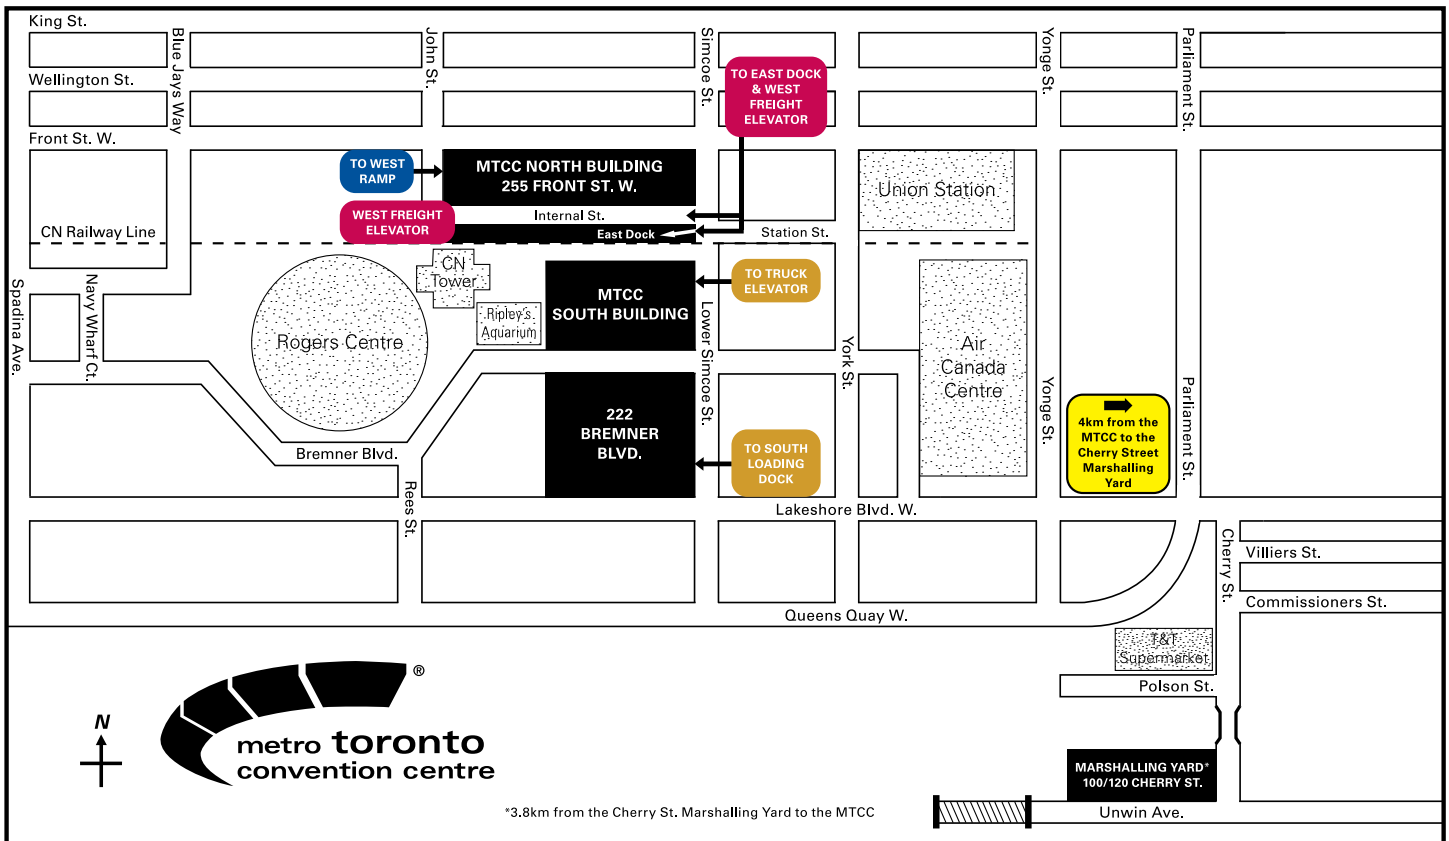 King St.
Wellington St.
Front St. W.
Blue Jays Way
John St.
Simcoe St.
Yonge St.
Parliament St.
TO EAST DOCK
& WEST
FREIGHT
ELEVATOR
TO WEST
RAMP
MTCC NORTH BUILDING
255 FRONT ST. W.
Union Station
WEST FREIGHT
ELEVATOR
Internal St.
East Dock
Station St.
CN Railway Line
CN
Tower
TO TRUCK
ELEVATOR
MTCC
SOUTH BUILDING
Ripley's
Aquarium
Rogers Centre
Spadina Ave.
Navy Wharf Ct.
Lower Simcoe St.
York St.
Air
Canada
Centre
Yonge St.
Parliament St.
4km from the
MTCC to the
Cherry Street
Marshalling
Yard
222
BREMNER
BLVD.
TO SOUTH
LOADING
DOCK
Bremner Blvd.
Rees St.
Lakeshore Blvd. W.
Cherry St.
Villiers St.
Commissioners St.
Queens Quay W.
T&T
Supermarket
Polson St.
N
®
metro toronto
convention centre
MARSHALLING YARD*
100/120 CHERRY ST.
*3.8km from the Cherry St. Marshalling Yard to the MTCC
Unwin Ave.